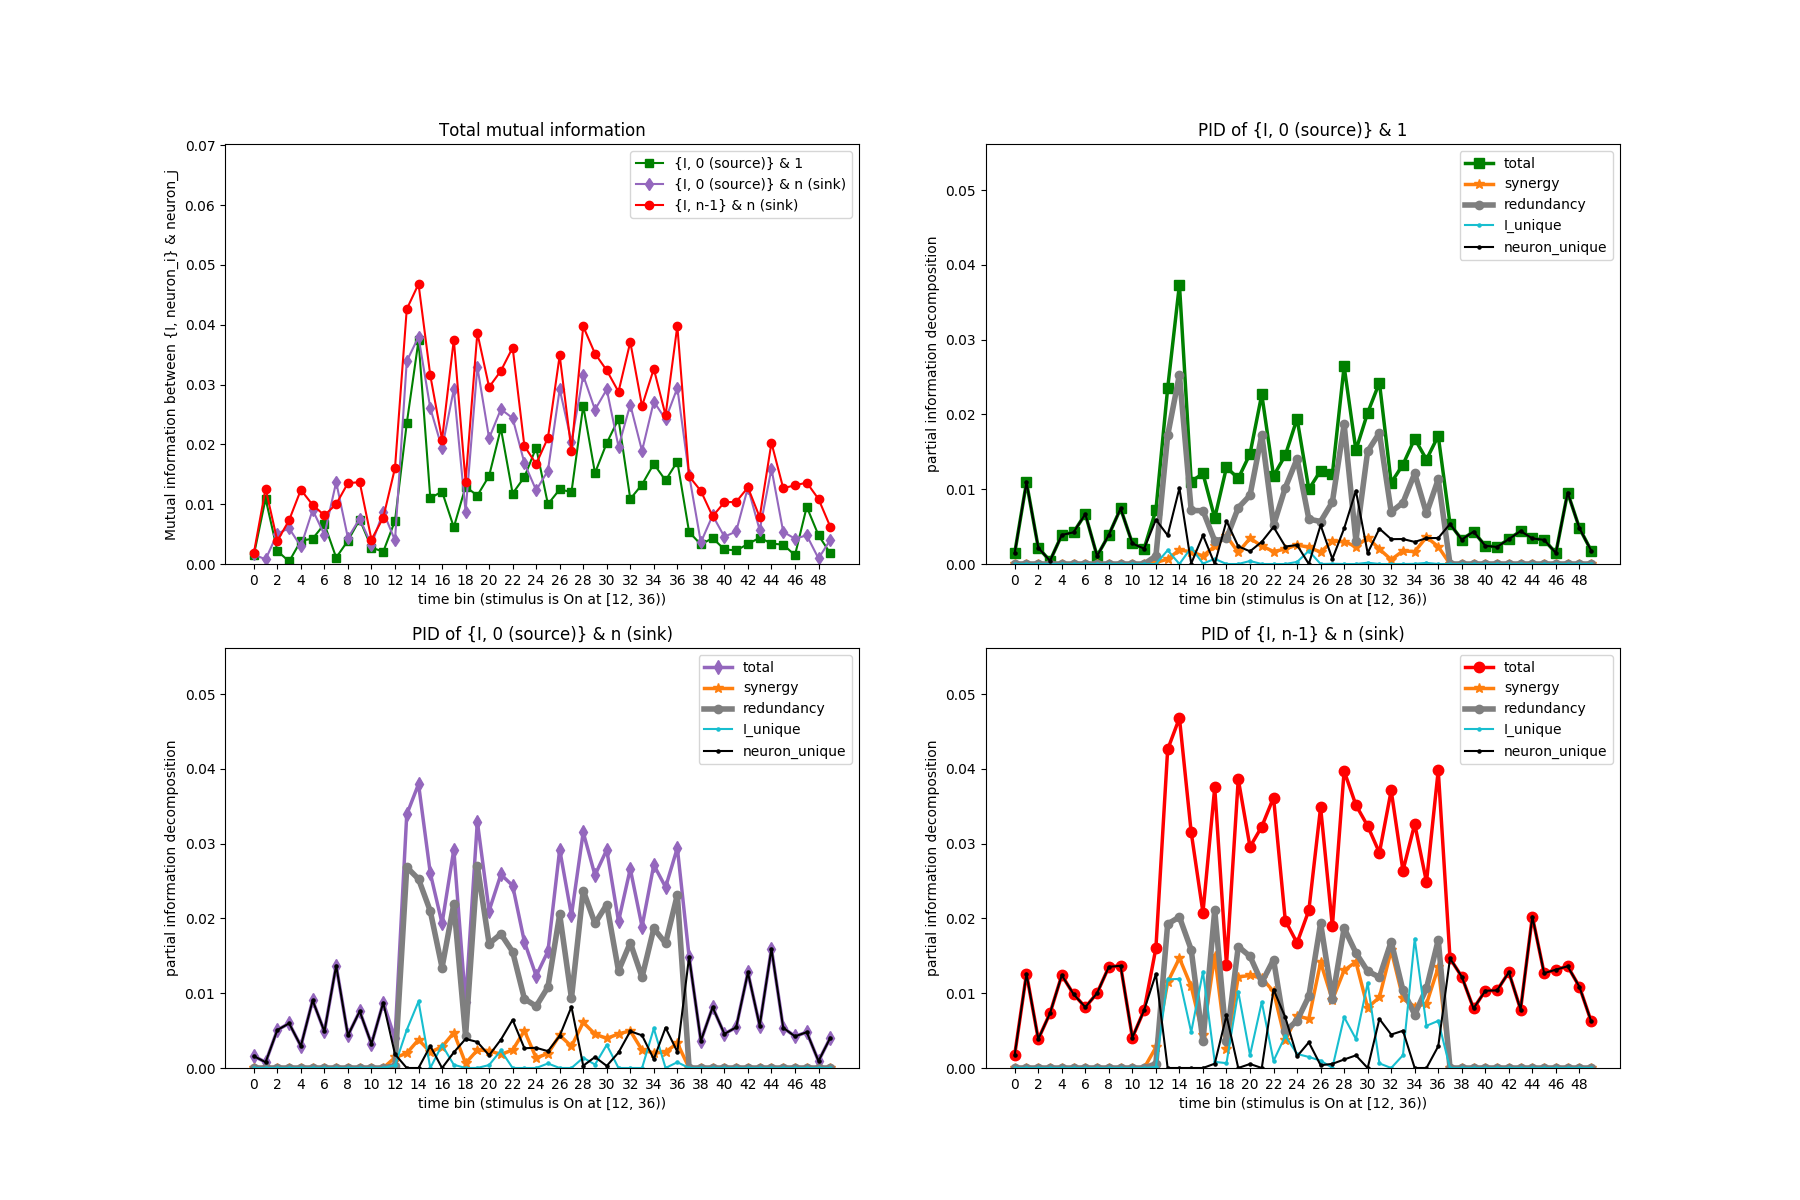 Total mutual information
0.07
0.06
0.05
0.04
0.03
0.02
0.01
0.00
Mutual information between {I, neuron_i} & neuron_j
{I, 0 (source)} & 1
{I, 0 (source)} & n (sink)
{I, n-1} & n (sink)
0 2 4 6 8 10 12 14 16 18 20 22 24 26 28 30 32 34 36 38 40 42 44 46 48
time bin (stimulus is On at [12, 36))
PID of {I, 0 (source)} & 1
0.05
0.04
0.03
0.02
0.01
0.00
partial information decomposition
total
synergy
redundancy
I_unique
neuron_unique
0 2 4 6 8 10 12 14 16 18 20 22 24 26 28 30 32 34 36 38 40 42 44 46 48
time bin (stimulus is On at [12, 36))
PID of {I, 0 (source)} & n (sink)
0.05
0.04
0.03
0.02
0.01
0.00
partial information decomposition
total
synergy
redundancy
I_unique
neuron_unique
0 2 4 6 8 10 12 14 16 18 20 22 24 26 28 30 32 34 36 38 40 42 44 46 48
time bin (stimulus is On at [12, 36))
PID of {I, n-1} & n (sink)
0.05
0.04
0.03
0.02
0.01
0.00
partial information decomposition
total
synergy
redundancy
I_unique
neuron_unique
0 2 4 6 8 10 12 14 16 18 20 22 24 26 28 30 32 34 36 38 40 42 44 46 48
time bin (stimulus is On at [12, 36))